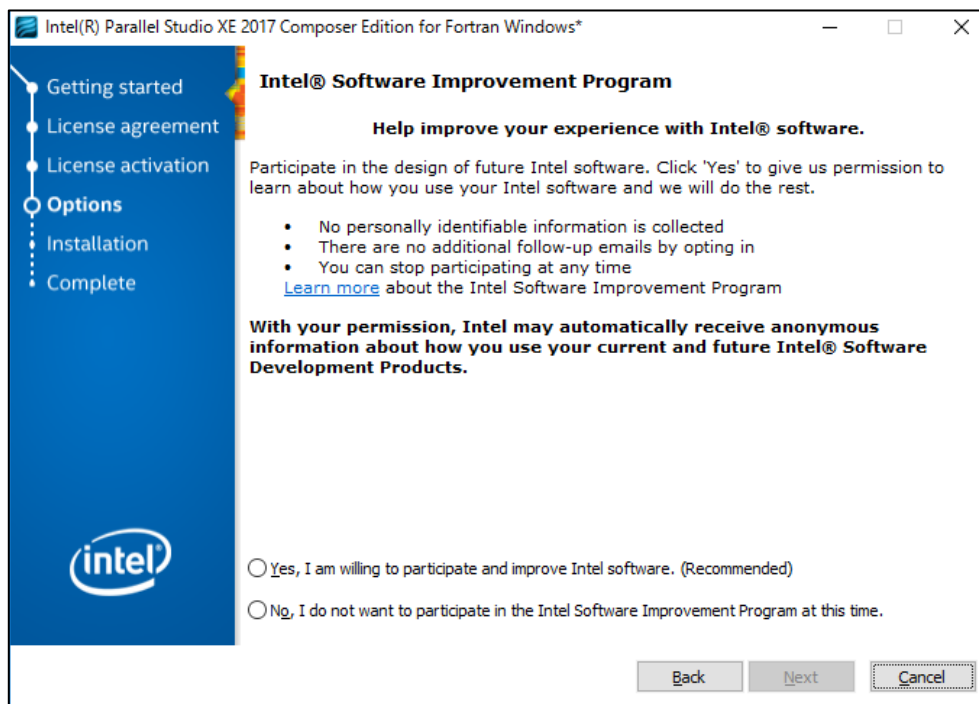 Intel(R) Parallel Studio XE 2017 Composer Edition for Fortran Windows*
Getting started
License agreement
License activation
Options
Installation
Complete
intel®
Intel® Software Improvement Program
Help improve your experience with Intel® software.
Participate in the design of future Intel software. Click 'Yes' to give us permission to
learn about how you use your Intel software and we will do the rest.
• No personally identifiable information is collected
• There are no additional follow-up emails by opting in
• You can stop participating at any time
Learn more about the Intel Software Improvement Program
With your permission, Intel may automatically receive anonymous
information about how you use your current and future Intel® Software
Development Products.
Yes, I am willing to participate and improve Intel software. (Recommended)
No, I do not want to participate in the Intel Software Improvement Program at this time.
Back
Next
Cancel